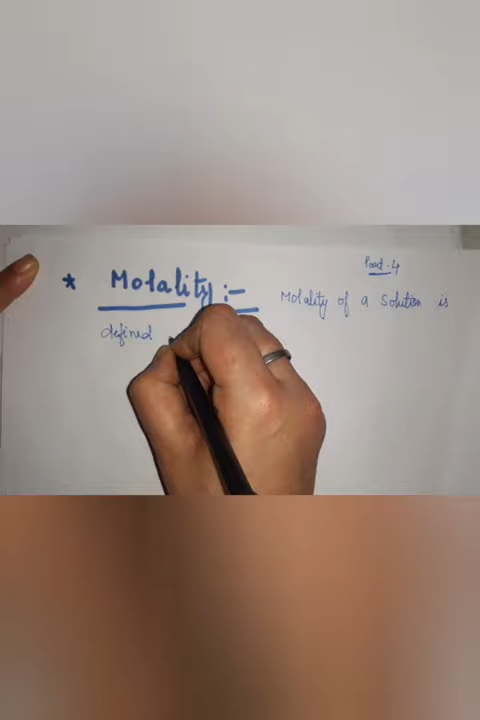 Part-4
* Molality :-
Molality of a Solution is
defined